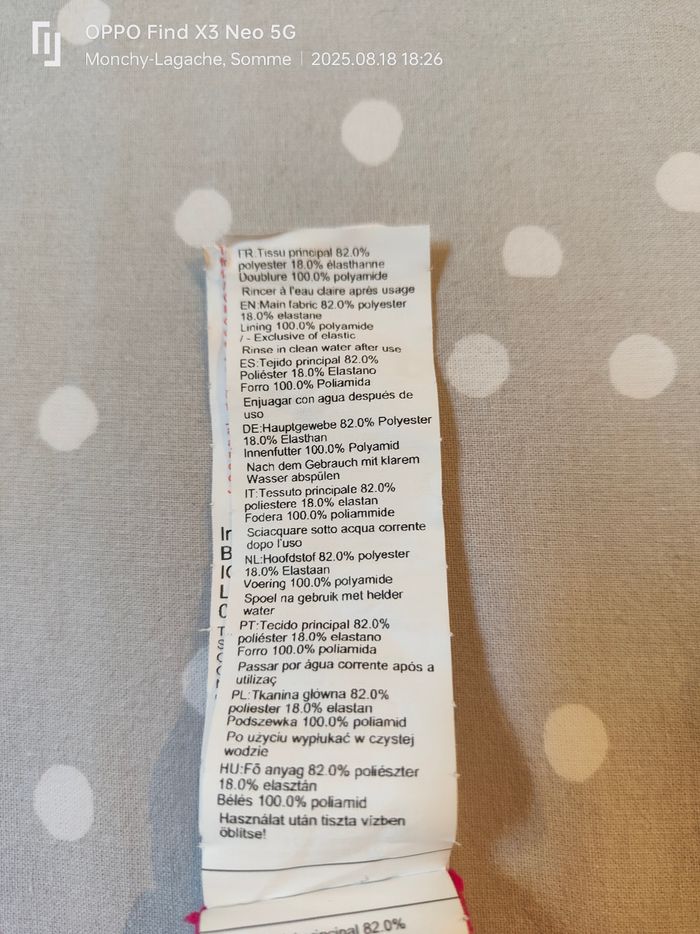 OPPO Find X3 Neo 5G
Monchy-Lagache, Somme | 2025.08.18 18:26
FR:Tissu principal 82.0%
polyester 18.0% élasthanne
Doublure 100.0% polyamide
Rincer à l'eau claire après usage
EN:Main fabric 82.0% polyester
18.0% elastane
Lining 100.0% polyamide
/ - Exclusive of elastic
Rinse in clean water after use
ES:Tejido principal 82.0%
Poliéster 18.0% Elastano
Forro 100.0% Poliamida
Enjuagar con agua después de
uso
DE:Hauptgewebe 82.0% Polyester
18.0% Elasthan
Innenfutter 100.0% Polyamid
Nach dem Gebrauch mit klarem
Wasser abspülen
IT:Tessuto principale 82.0%
poliestere 18.0% elastan
Fodera 100.0% poliammide
Sciacquare sotto acqua corrente
dopo l'uso
NL:Hoofdstof 82.0% polyester
18.0% Elastaan
Voering 100.0% polyamide
Spoel na gebruik met helder
water
PT:Tecido principal 82.0%
poliéster 18.0% elastano
Forro 100.0% poliamida
Passar por água corrente após a
utilizaç
PL:Tkanina główna 82.0%
poliester 18.0% elastan
Podszewka 100.0% poliamid
Po użyciu wypłukać w czystej
wodzie
HU:Fő anyag 82.0% poliészter
18.0% elasztán
Bélés 100.0% poliamid
Használat után tiszta vízben
öblítse!
82.0%